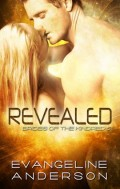 REVEALED
BRIDES OF THE KINDRED
EVANGELINE
ANDERSON